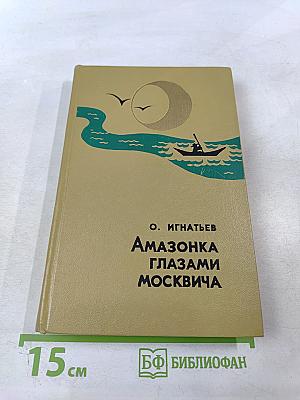 О. ИГНАТЬЕВ
АМАЗОНКА
ГЛАЗАМИ
МОСКВИЧА
15 см
БФ БИБЛИОФАН